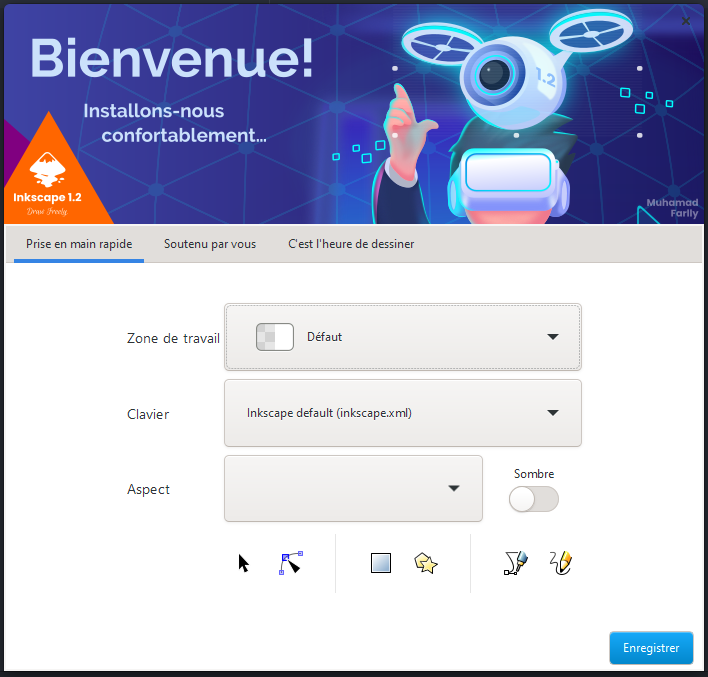 Bienvenue!
Installons-nous
confortablement...
1.2
Inkscape 1.2
Draw Freely
Muhamad
Farlly
Prise en main rapide
Soutenu par vous
C'est l'heure de dessiner
Zone de travail
Défaut
Clavier
Inkscape default (inkscape.xml)
Aspect
Sombre
Enregistrer